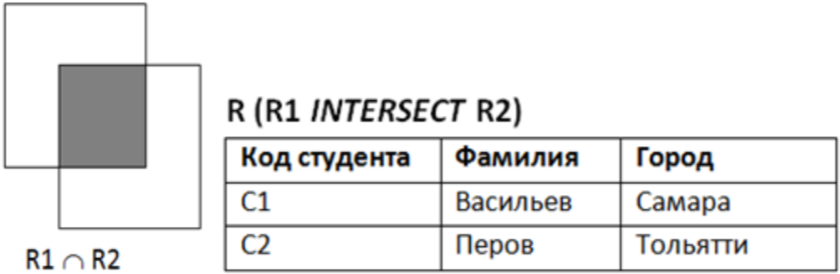 R1 ∩ R2
R (R1 INTERSECT R2)
Код студента Фамилия Город
С1 Васильев Самара
С2 Перов Тольятти